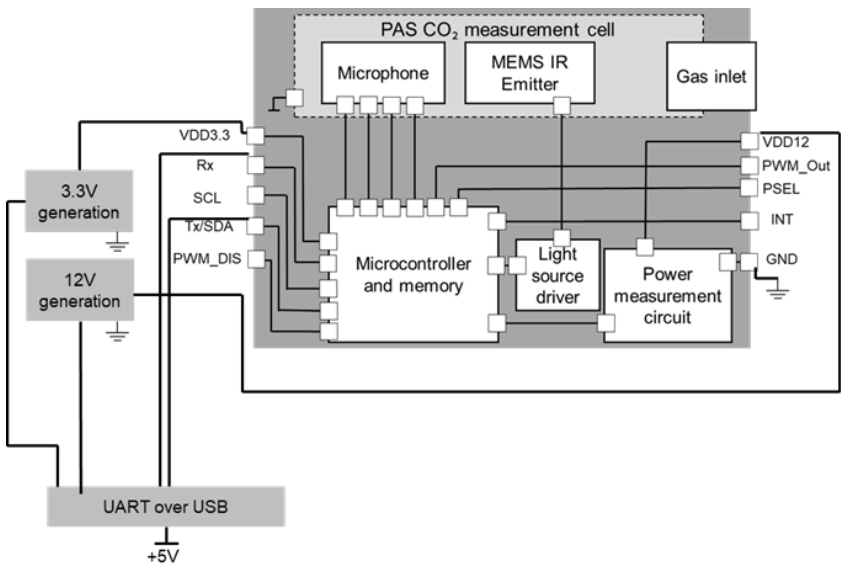 PAS CO₂ measurement cell
Microphone
MEMS IR
Emitter
Gas inlet
VDD3.3
Rx
SCL
Tx/SDA
PWM_DIS
3.3V
generation
12V
generation
VDD12
PWM_Out
PSEL
INT
GND
Microcontroller
and memory
Light
source
driver
Power
measurement
circuit
UART over USB
+5V